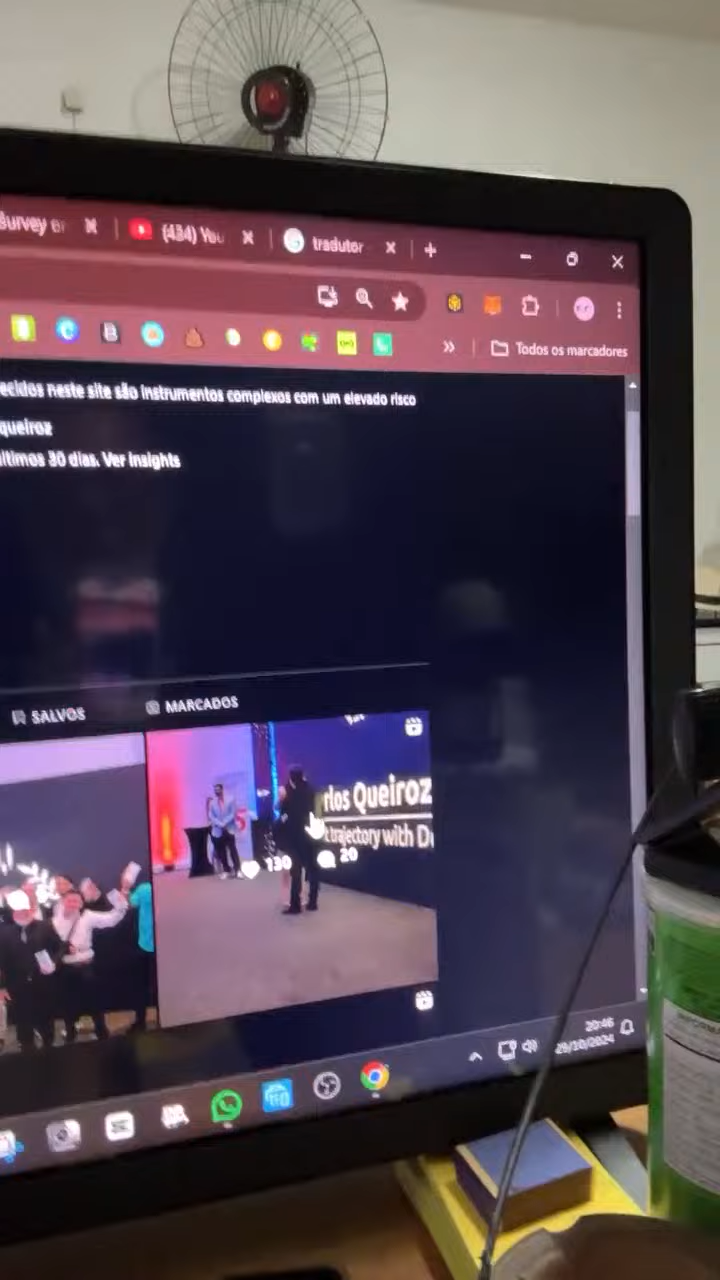 Survey
(434) You
tradutor
Todos os marcadores
ecidos neste site são instrumentos complexos com um elevado risco
queiroz
últimos 30 dias. Ver insights
SALVOS
MARCADOS
rlos Queiroz
trajectory with
130
20
20:46
29/10/2024